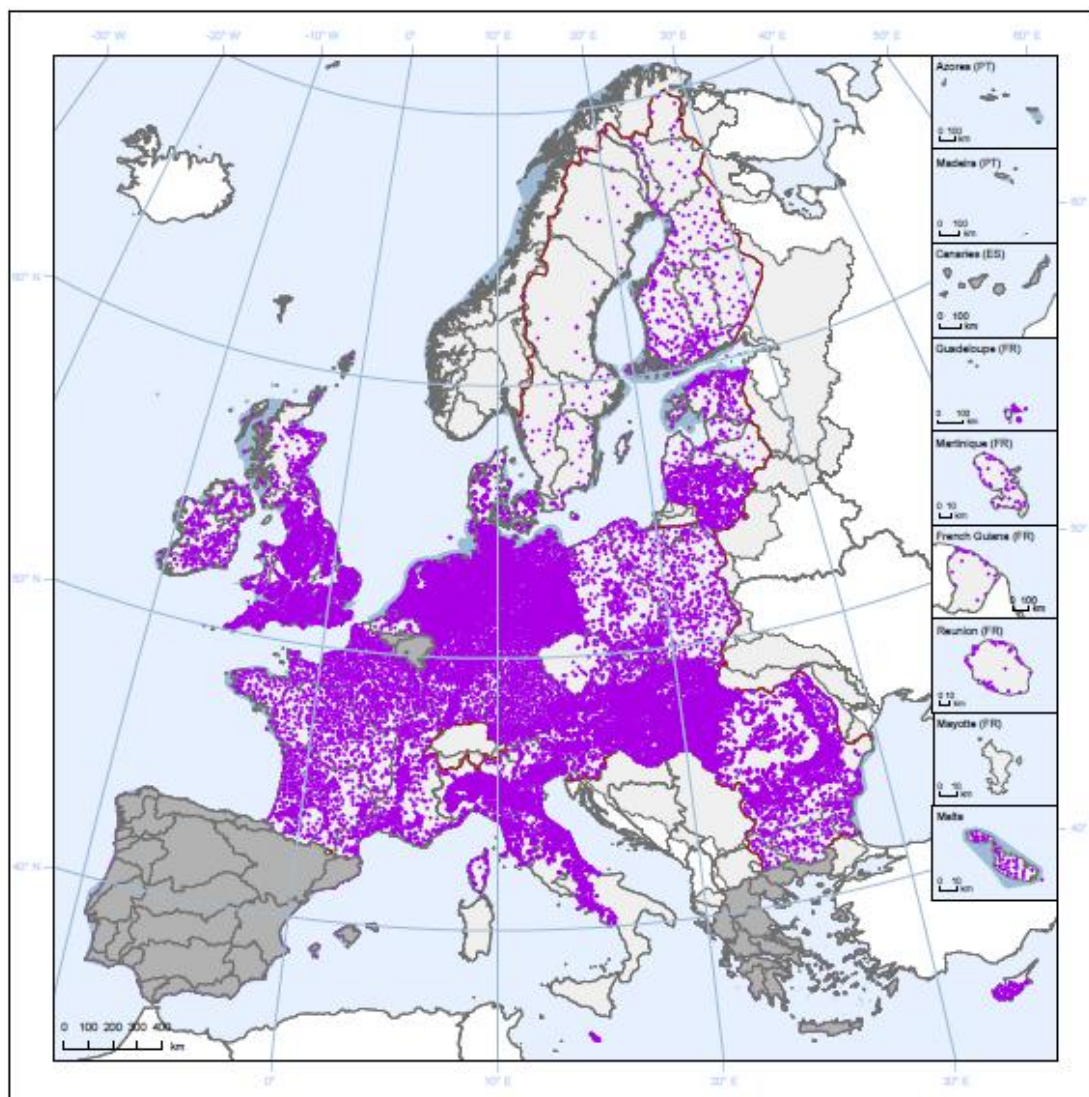 -30° W
-20° W
-10° W
0°
10° E
20° E
30° E
40° E
50° E
60° E
Azores (PT)
0 100
km
Madeira (PT)
0 100
km
60°
60° N
Canaries (ES)
0 100
km
Guadeloupe (FR)
0 100
km
Martinique (FR)
0 10
km
French Guiana (FR)
0 100
km
50°
50° N
Reunion (FR)
0 10
km
Mayotte (FR)
0 10
km
Malta
40°
0 10
km
40° N
0 100 200 300 400
km
0°
10° E
20° E
30° E